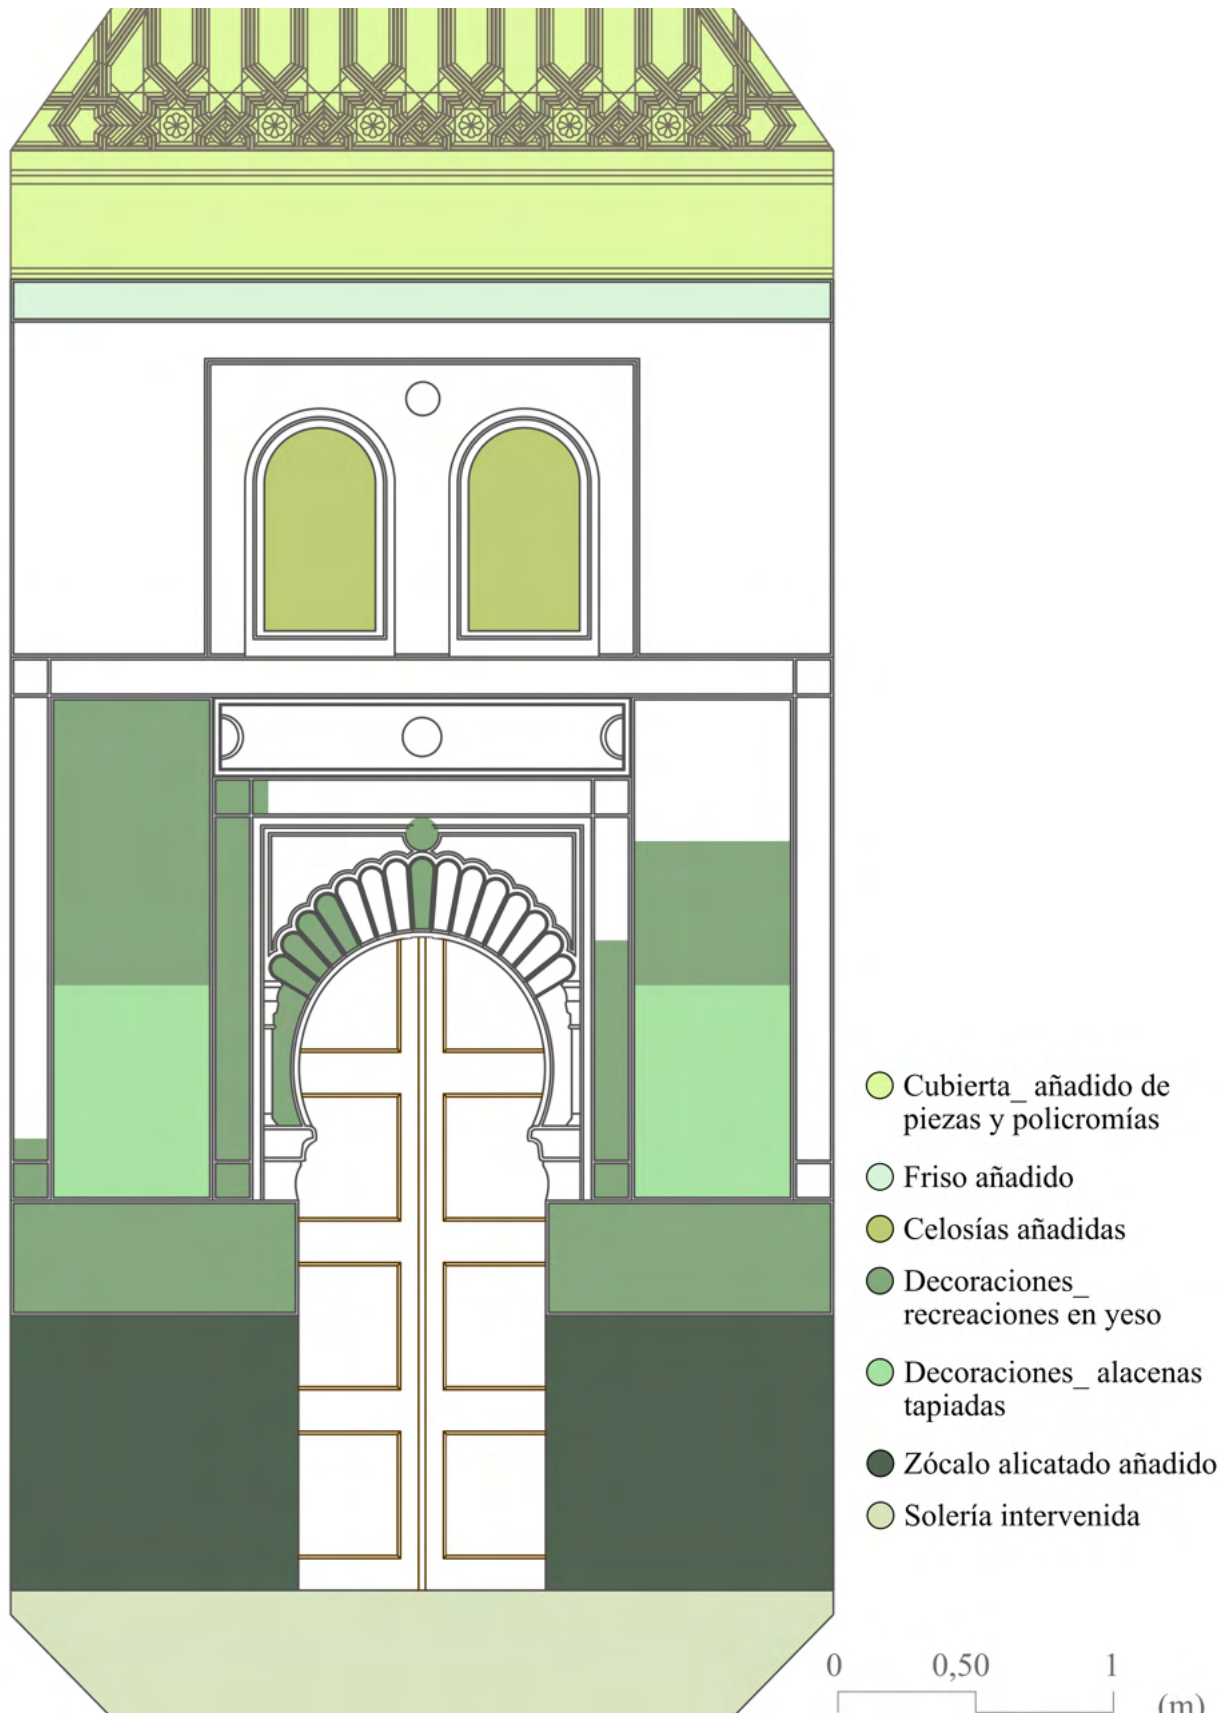 Cubierta_ añadido de
piezas y policromías
Friso añadido
Celosías añadidas
Decoraciones_
recreaciones en yeso
Decoraciones_ alacenas
tapiadas
Zócalo alicatado añadido
Solería intervenida
0 0,50 1
(m)